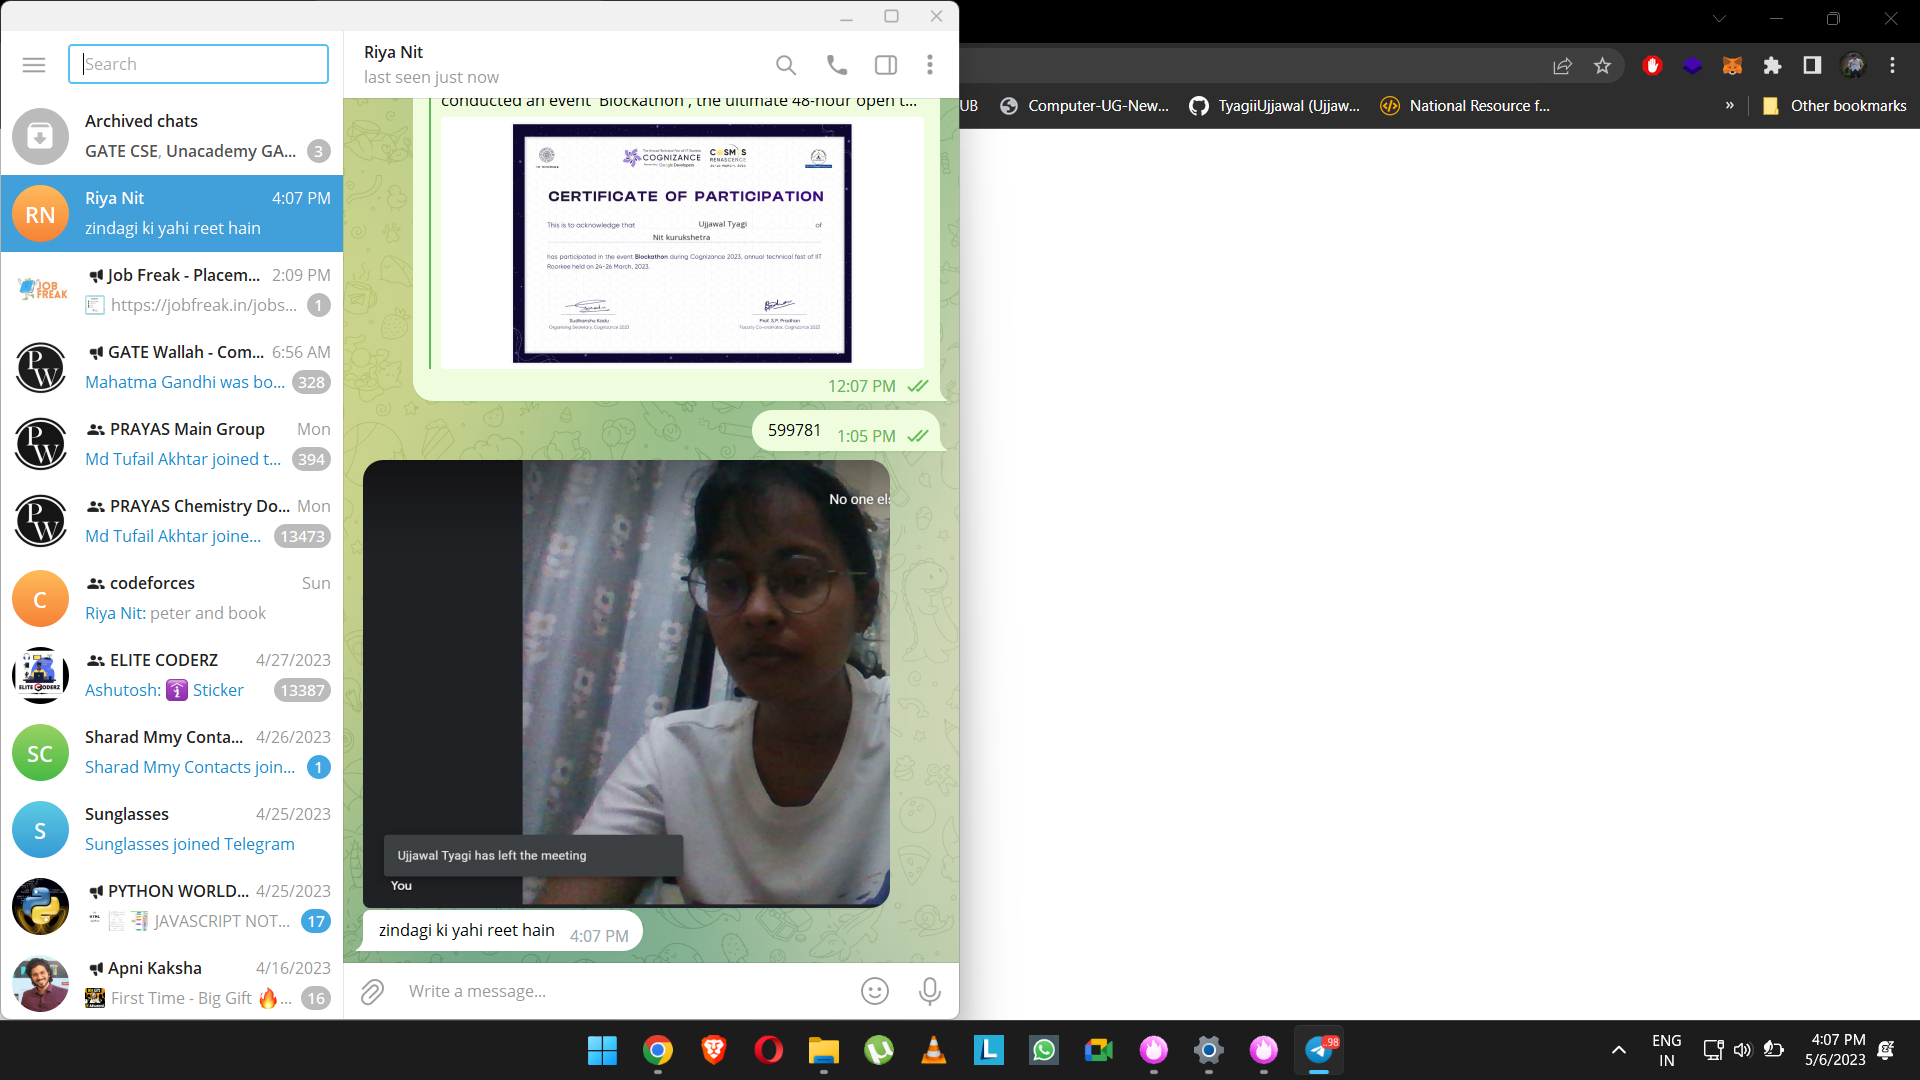 Search
Archived chats
GATE CSE, Unacademy GA... 3
Riya Nit 4:07 PM
RN
zindagi ki yahi reet hain
Job Freak - Placem... 2:09 PM
JOB FREAK
https://jobfreak.in/jobs... 1
GATE Wallah - Com... 6:56 AM
PW
Mahatma Gandhi was bo... 328
PRAYAS Main Group Mon
PW
Md Tufail Akhtar joined t... 394
PRAYAS Chemistry Do... Mon
PW
Md Tufail Akhtar joine... 13473
codeforces Sun
C
Riya Nit: peter and book
ELITE CODERZ 4/27/2023
ELITE CODERZ
Ashutosh: Sticker 13387
Sharad Mmy Conta... 4/26/2023
SC
Sharad Mmy Contacts join... 1
Sunglasses 4/25/2023
S
Sunglasses joined Telegram
PYTHON WORLD... 4/25/2023
JAVASCRIPT NOT... 17
Apni Kaksha 4/16/2023
First Time - Big Gift 🔥... 16
Riya Nit
last seen just now
conducted an event 'Blockathon', the ultimate 48-hour open t...
COGNIZANCE
COSMOS
RENASCENCE
CERTIFICATE OF PARTICIPATION
This is to acknowledge that Ujjawal Tyagi of
Nit kurukshetra
has participated in the event Blockathon during Cognizance 2023, annual technical fest of IIT
Roorkee held on 24-26 March, 2023.
Sudhanshu Kadu
Organising Secretary, Cognizance 2023
Prof. S.P. Pradhan
Faculty Co-ordinator, Cognizance 2023
12:07 PM
599781 1:05 PM
No one els
Ujjawal Tyagi has left the meeting
You
zindagi ki yahi reet hain 4:07 PM
Write a message...
UB
Computer-UG-New...
TyagiiUjjawal (Ujjaw...
National Resource f...
»
Other bookmarks
L
..98
ENG
IN
4:07 PM
5/6/2023